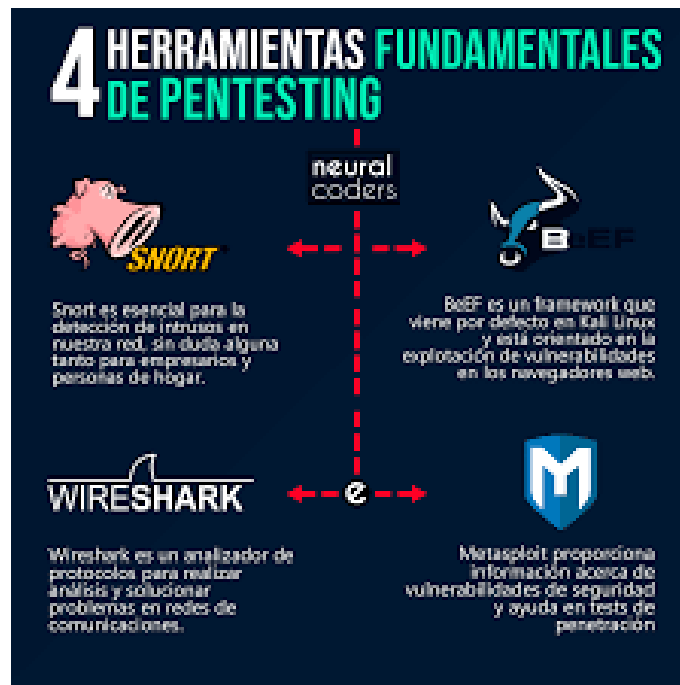 4 HERRAMIENTAS FUNDAMENTALES
DE PENTESTING
neural
coders
SNORT
BeEF
Snort es esencial para la
detección de intrusos en
nuestra red, sin duda alguna
tanto para empresarios y
personas de hogar.
BeEF es un framework que
viene por defecto en Kali Linux
y está orientado en la
explotación de vulnerabilidades
en los navegadores web.
WIRESHARK
e
M
Wireshark es un analizador de
protocolos para realizar
análisis y solucionar
problemas en redes de
comunicaciones.
Metasploit proporciona
información acerca de
vulnerabilidades de seguridad
y ayuda en tests de
penetración